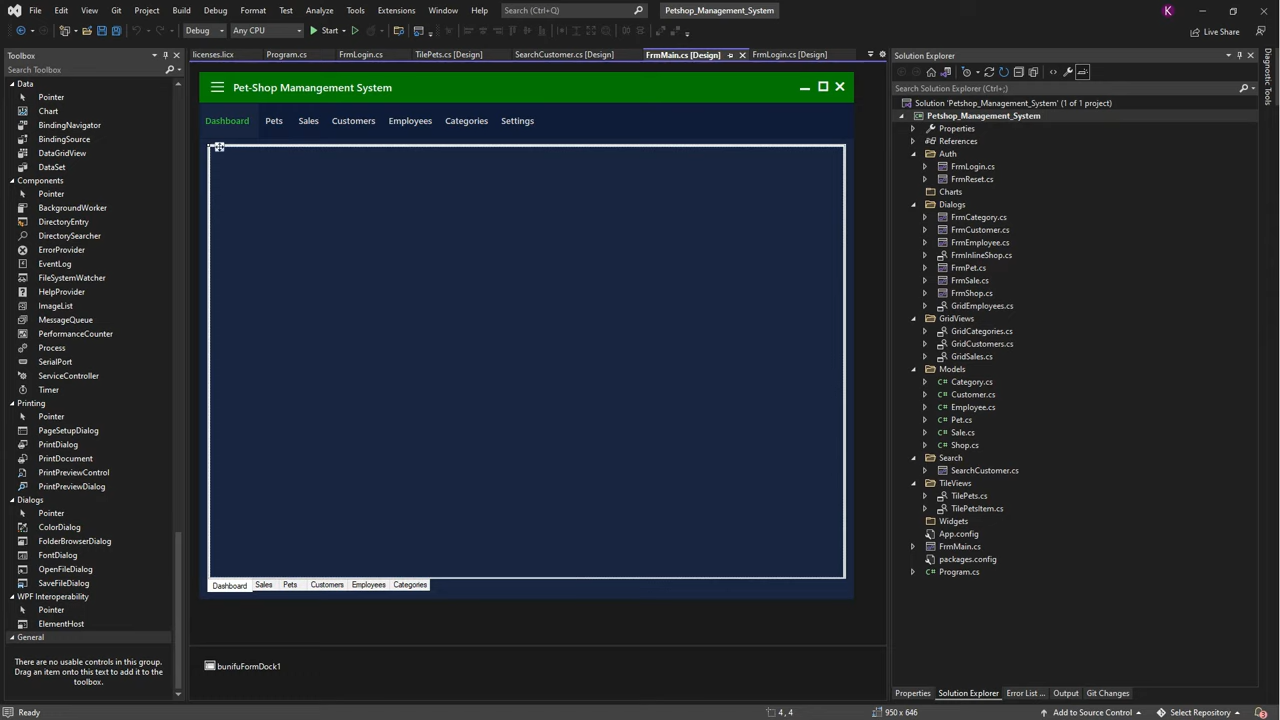 File Edit View Git Project Build Debug Format Test Analyze Tools Extensions Window Help Search (Ctrl+Q) Petshop_Management_System K
Debug Any CPU Start Live Share
Toolbox
Search Toolbox
Data
Pointer
Chart
BindingNavigator
BindingSource
DataGridView
DataSet
Components
Pointer
BackgroundWorker
DirectoryEntry
DirectorySearcher
ErrorProvider
EventLog
FileSystemWatcher
HelpProvider
ImageList
MessageQueue
PerformanceCounter
Process
SerialPort
ServiceController
Timer
Printing
Pointer
PageSetupDialog
PrintDialog
PrintDocument
PrintPreviewControl
PrintPreviewDialog
Dialogs
Pointer
ColorDialog
FolderBrowserDialog
FontDialog
OpenFileDialog
SaveFileDialog
WPF Interoperability
Pointer
ElementHost
General
There are no usable controls in this group.
Drag an item onto this text to add it to the
toolbox.
licenses.licx Program.cs FrmLogin.cs TilePets.cs [Design] SearchCustomer.cs [Design] FrmMain.cs [Design] FrmLogin.cs [Design]
Pet-Shop Mamangement System
Dashboard Pets Sales Customers Employees Categories Settings
Dashboard Sales Pets Customers Employees Categories
bunifuFormDock1
Solution Explorer
Search Solution Explorer (Ctrl+;)
Solution 'Petshop_Management_System' (1 of 1 project)
Petshop_Management_System
Properties
References
Auth
FrmLogin.cs
FrmReset.cs
Charts
Dialogs
FrmCategory.cs
FrmCustomer.cs
FrmEmployee.cs
FrmInlineShop.cs
FrmPet.cs
FrmSale.cs
FrmShop.cs
GridEmployees.cs
GridViews
GridCategories.cs
GridCustomers.cs
GridSales.cs
Models
C# Category.cs
C# Customer.cs
C# Employee.cs
C# Pet.cs
C# Sale.cs
C# Shop.cs
Search
SearchCustomer.cs
TileViews
TilePets.cs
TilePetsItem.cs
Widgets
App.config
FrmMain.cs
packages.config
C# Program.cs
Properties Solution Explorer Error List ... Output Git Changes
Diagnostic Tools
Ready 4 , 4 950 x 646 Add to Source Control Select Repository 3